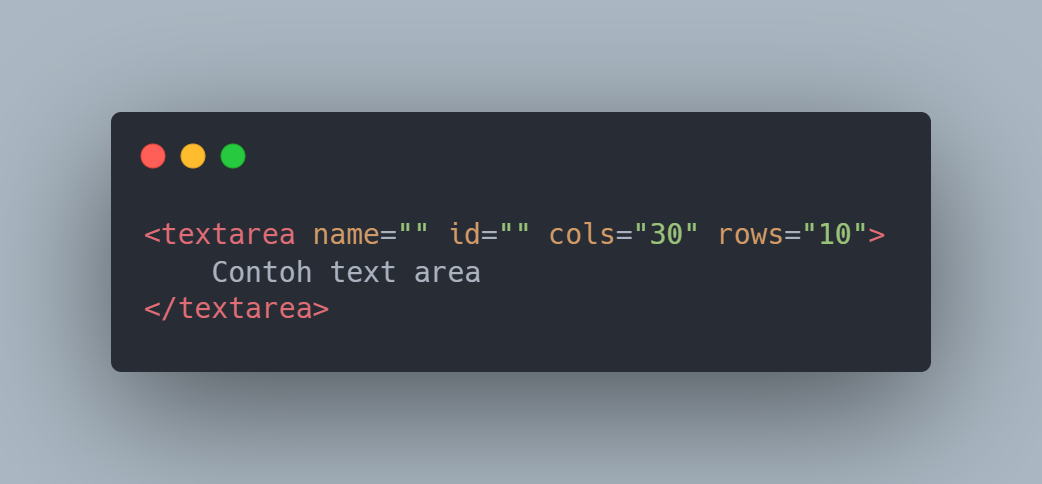 <textarea name="" id="" cols="30" rows="10">
    Contoh text area
</textarea>